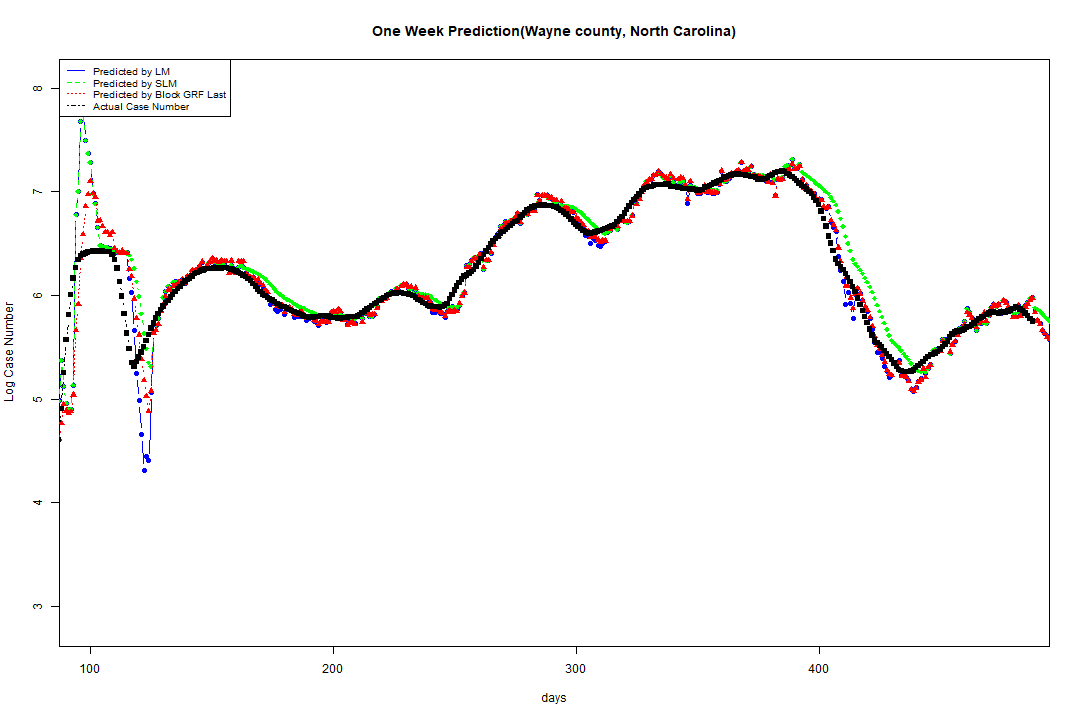 One Week Prediction(Wayne county, North Carolina)
Predicted by LM
Predicted by SLM
Predicted by Block GRF Last
Actual Case Number
8
7
6
5
4
3
Log Case Number
100 200 300 400
days